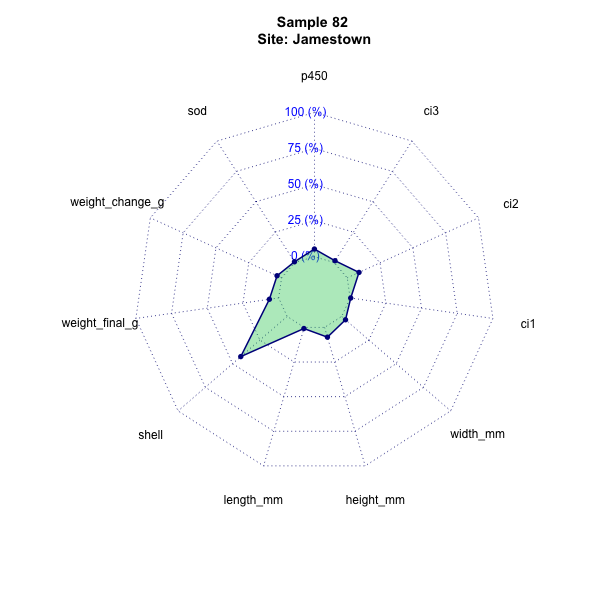 Sample 82
Site: Jamestown
p450
sod
ci3
100 (%)
75 (%)
weight_change_g
ci2
50 (%)
25 (%)
0 (%)
weight_final_g
ci1
shell
width_mm
length_mm
height_mm